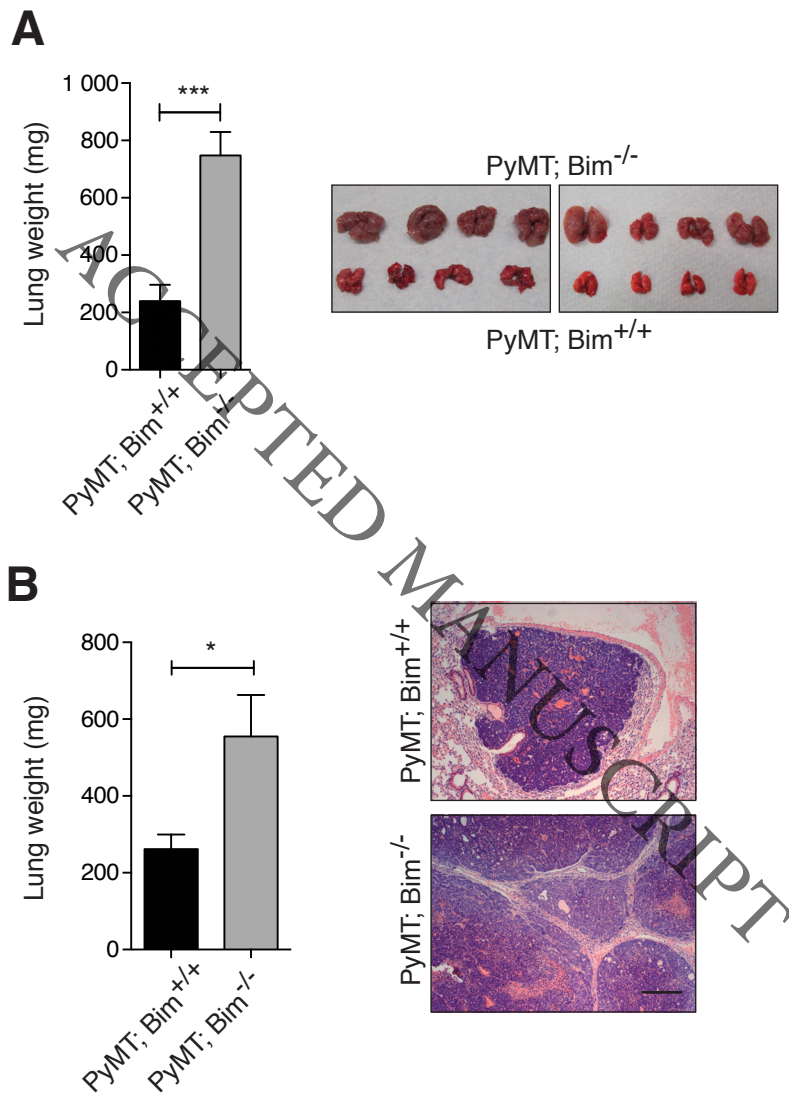 A
1 000
800
600
400
200
0
Lung weight (mg)
***
PyMT; Bim+/+
PyMT; Bim-/-
PyMT; Bim-/-
PyMT; Bim+/+
ACCEPTED MANUSCRIPT
B
800
600
400
200
0
Lung weight (mg)
*
PyMT; Bim+/+
PyMT; Bim-/-
PyMT; Bim+/+
PyMT; Bim-/-